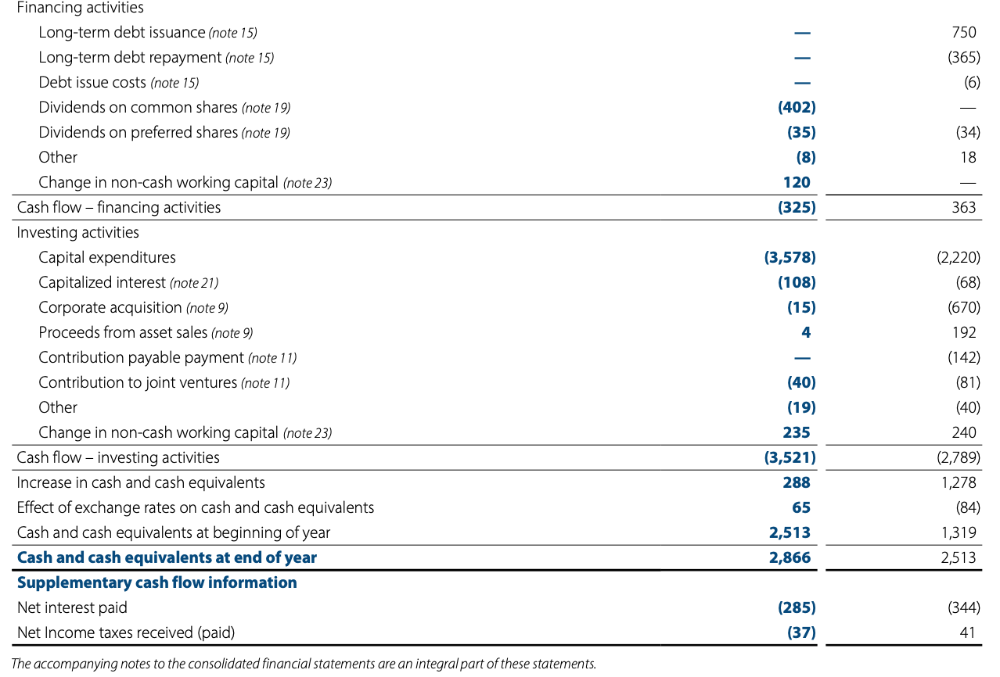 Financing activities
Long-term debt issuance (note 15) — 750
Long-term debt repayment (note 15) — (365)
Debt issue costs (note 15) — (6)
Dividends on common shares (note 19) (402) —
Dividends on preferred shares (note 19) (35) (34)
Other (8) 18
Change in non-cash working capital (note 23) 120 —
Cash flow – financing activities (325) 363
Investing activities
Capital expenditures (3,578) (2,220)
Capitalized interest (note 21) (108) (68)
Corporate acquisition (note 9) (15) (670)
Proceeds from asset sales (note 9) 4 192
Contribution payable payment (note 11) — (142)
Contribution to joint ventures (note 11) (40) (81)
Other (19) (40)
Change in non-cash working capital (note 23) 235 240
Cash flow – investing activities (3,521) (2,789)
Increase in cash and cash equivalents 288 1,278
Effect of exchange rates on cash and cash equivalents 65 (84)
Cash and cash equivalents at beginning of year 2,513 1,319
Cash and cash equivalents at end of year 2,866 2,513
Supplementary cash flow information
Net interest paid (285) (344)
Net Income taxes received (paid) (37) 41
The accompanying notes to the consolidated financial statements are an integral part of these statements.